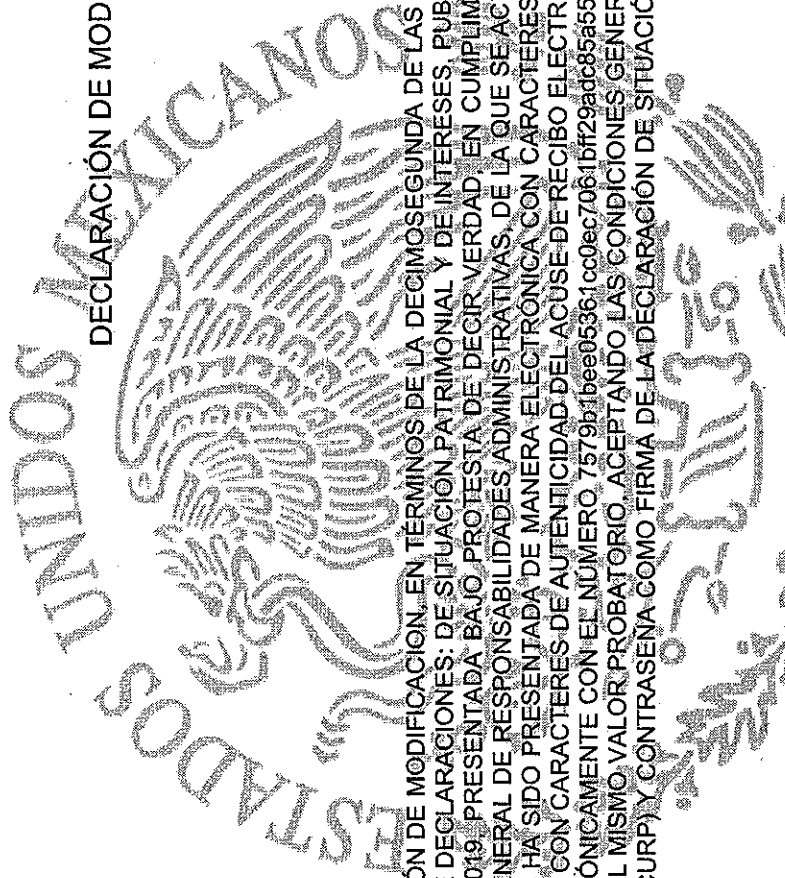 DECLARACIÓN DE MOD
ESTADOS UNIDOS MEXICANOS
ÓN DE MODIFICACIÓN, EN TÉRMINOS DE LA DECIMOSEGUNDA DE LAS
DECLARACIONES: DE SITUACIÓN PATRIMONIAL Y DE INTERESES, PUB
019, PRESENTADA BAJO PROTESTA DE DECIR VERDAD, EN CUMPLIM
NERAL DE RESPONSABILIDADES ADMINISTRATIVAS, DE LA QUE SE AC
HA SIDO PRESENTADA DE MANERA ELECTRÓNICA CON CARACTERES
CON CARACTERES DE AUTENTICIDAD DEL ACUSE DE RECIBO ELECTR
ÓNICAMENTE CON EL NÚMERO 7579b1bee05361cc0ec7061bff29adc85a55
L MISMO VALOR PROBATORIO, ACEPTANDO LAS CONDICIONES GENER
CURP) Y CONTRASEÑA COMO FIRMA DE LA DECLARACIÓN DE SITUACIÓ